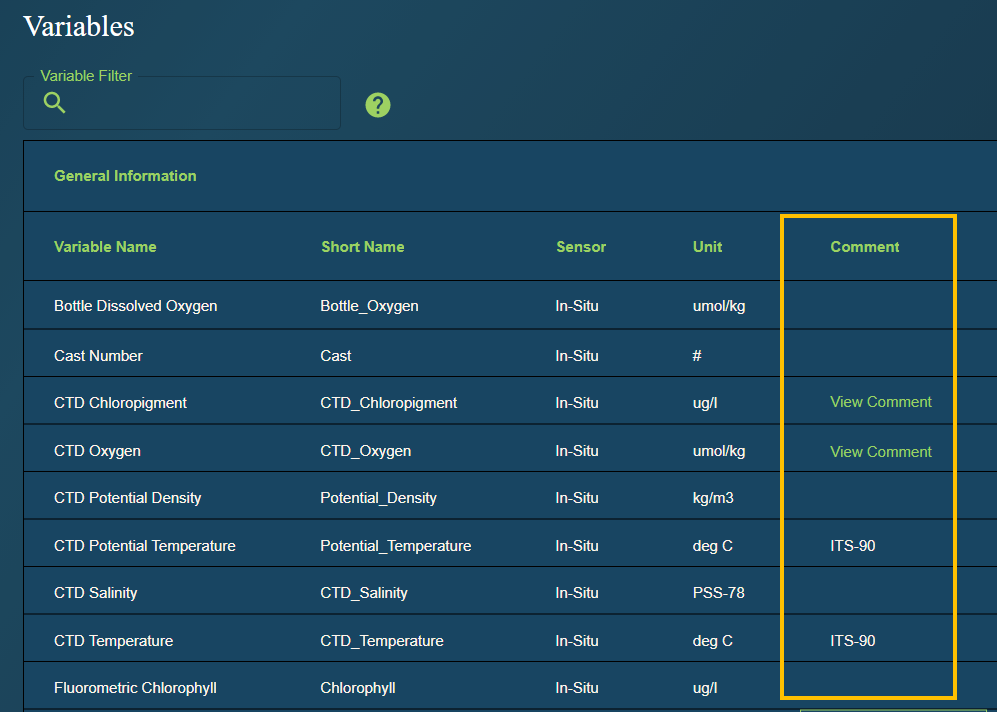 Variables
Variable Filter
?
General Information
Variable Name Short Name Sensor Unit Comment
Bottle Dissolved Oxygen Bottle_Oxygen In-Situ umol/kg
Cast Number Cast In-Situ #
CTD Chloropigment CTD_Chloropigment In-Situ ug/l View Comment
CTD Oxygen CTD_Oxygen In-Situ umol/kg View Comment
CTD Potential Density Potential_Density In-Situ kg/m3
CTD Potential Temperature Potential_Temperature In-Situ deg C ITS-90
CTD Salinity CTD_Salinity In-Situ PSS-78
CTD Temperature CTD_Temperature In-Situ deg C ITS-90
Fluorometric Chlorophyll Chlorophyll In-Situ ug/l